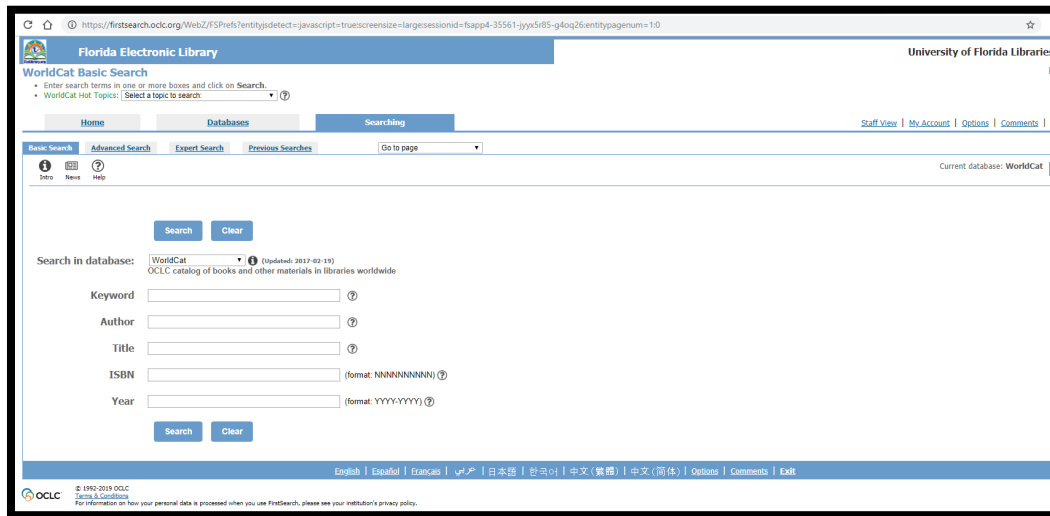 https://firstsearch.oclc.org/WebZ/FSPrefs?entityjsdetect=:javascript=true:screensize=large:sessionid=fsapp4-35561-jyyx5r85-g4oq26:entitypagenum=1:0
Florida Electronic Library
University of Florida Libraries
WorldCat Basic Search
• Enter search terms in one or more boxes and click on Search.
• WorldCat Hot Topics: Select a topic to search:
Home Databases Searching
Staff View | My Account | Options | Comments |
Basic Search Advanced Search Expert Search Previous Searches Go to page
Intro News Help
Current database: WorldCat
Search Clear
Search in database: WorldCat (Updated: 2017-02-19)
OCLC catalog of books and other materials in libraries worldwide
Keyword
Author
Title
ISBN (format: NNNNNNNNNN)
Year (format: YYYY-YYYY)
Search Clear
English | Español | Français | عربي | 日本語 | 한국어 | 中文(繁體) | 中文(简体) | Options | Comments | Exit
OCLC
© 1992-2019 OCLC
Terms & Conditions
For information on how your personal data is processed when you use FirstSearch, please see your institution's privacy policy.